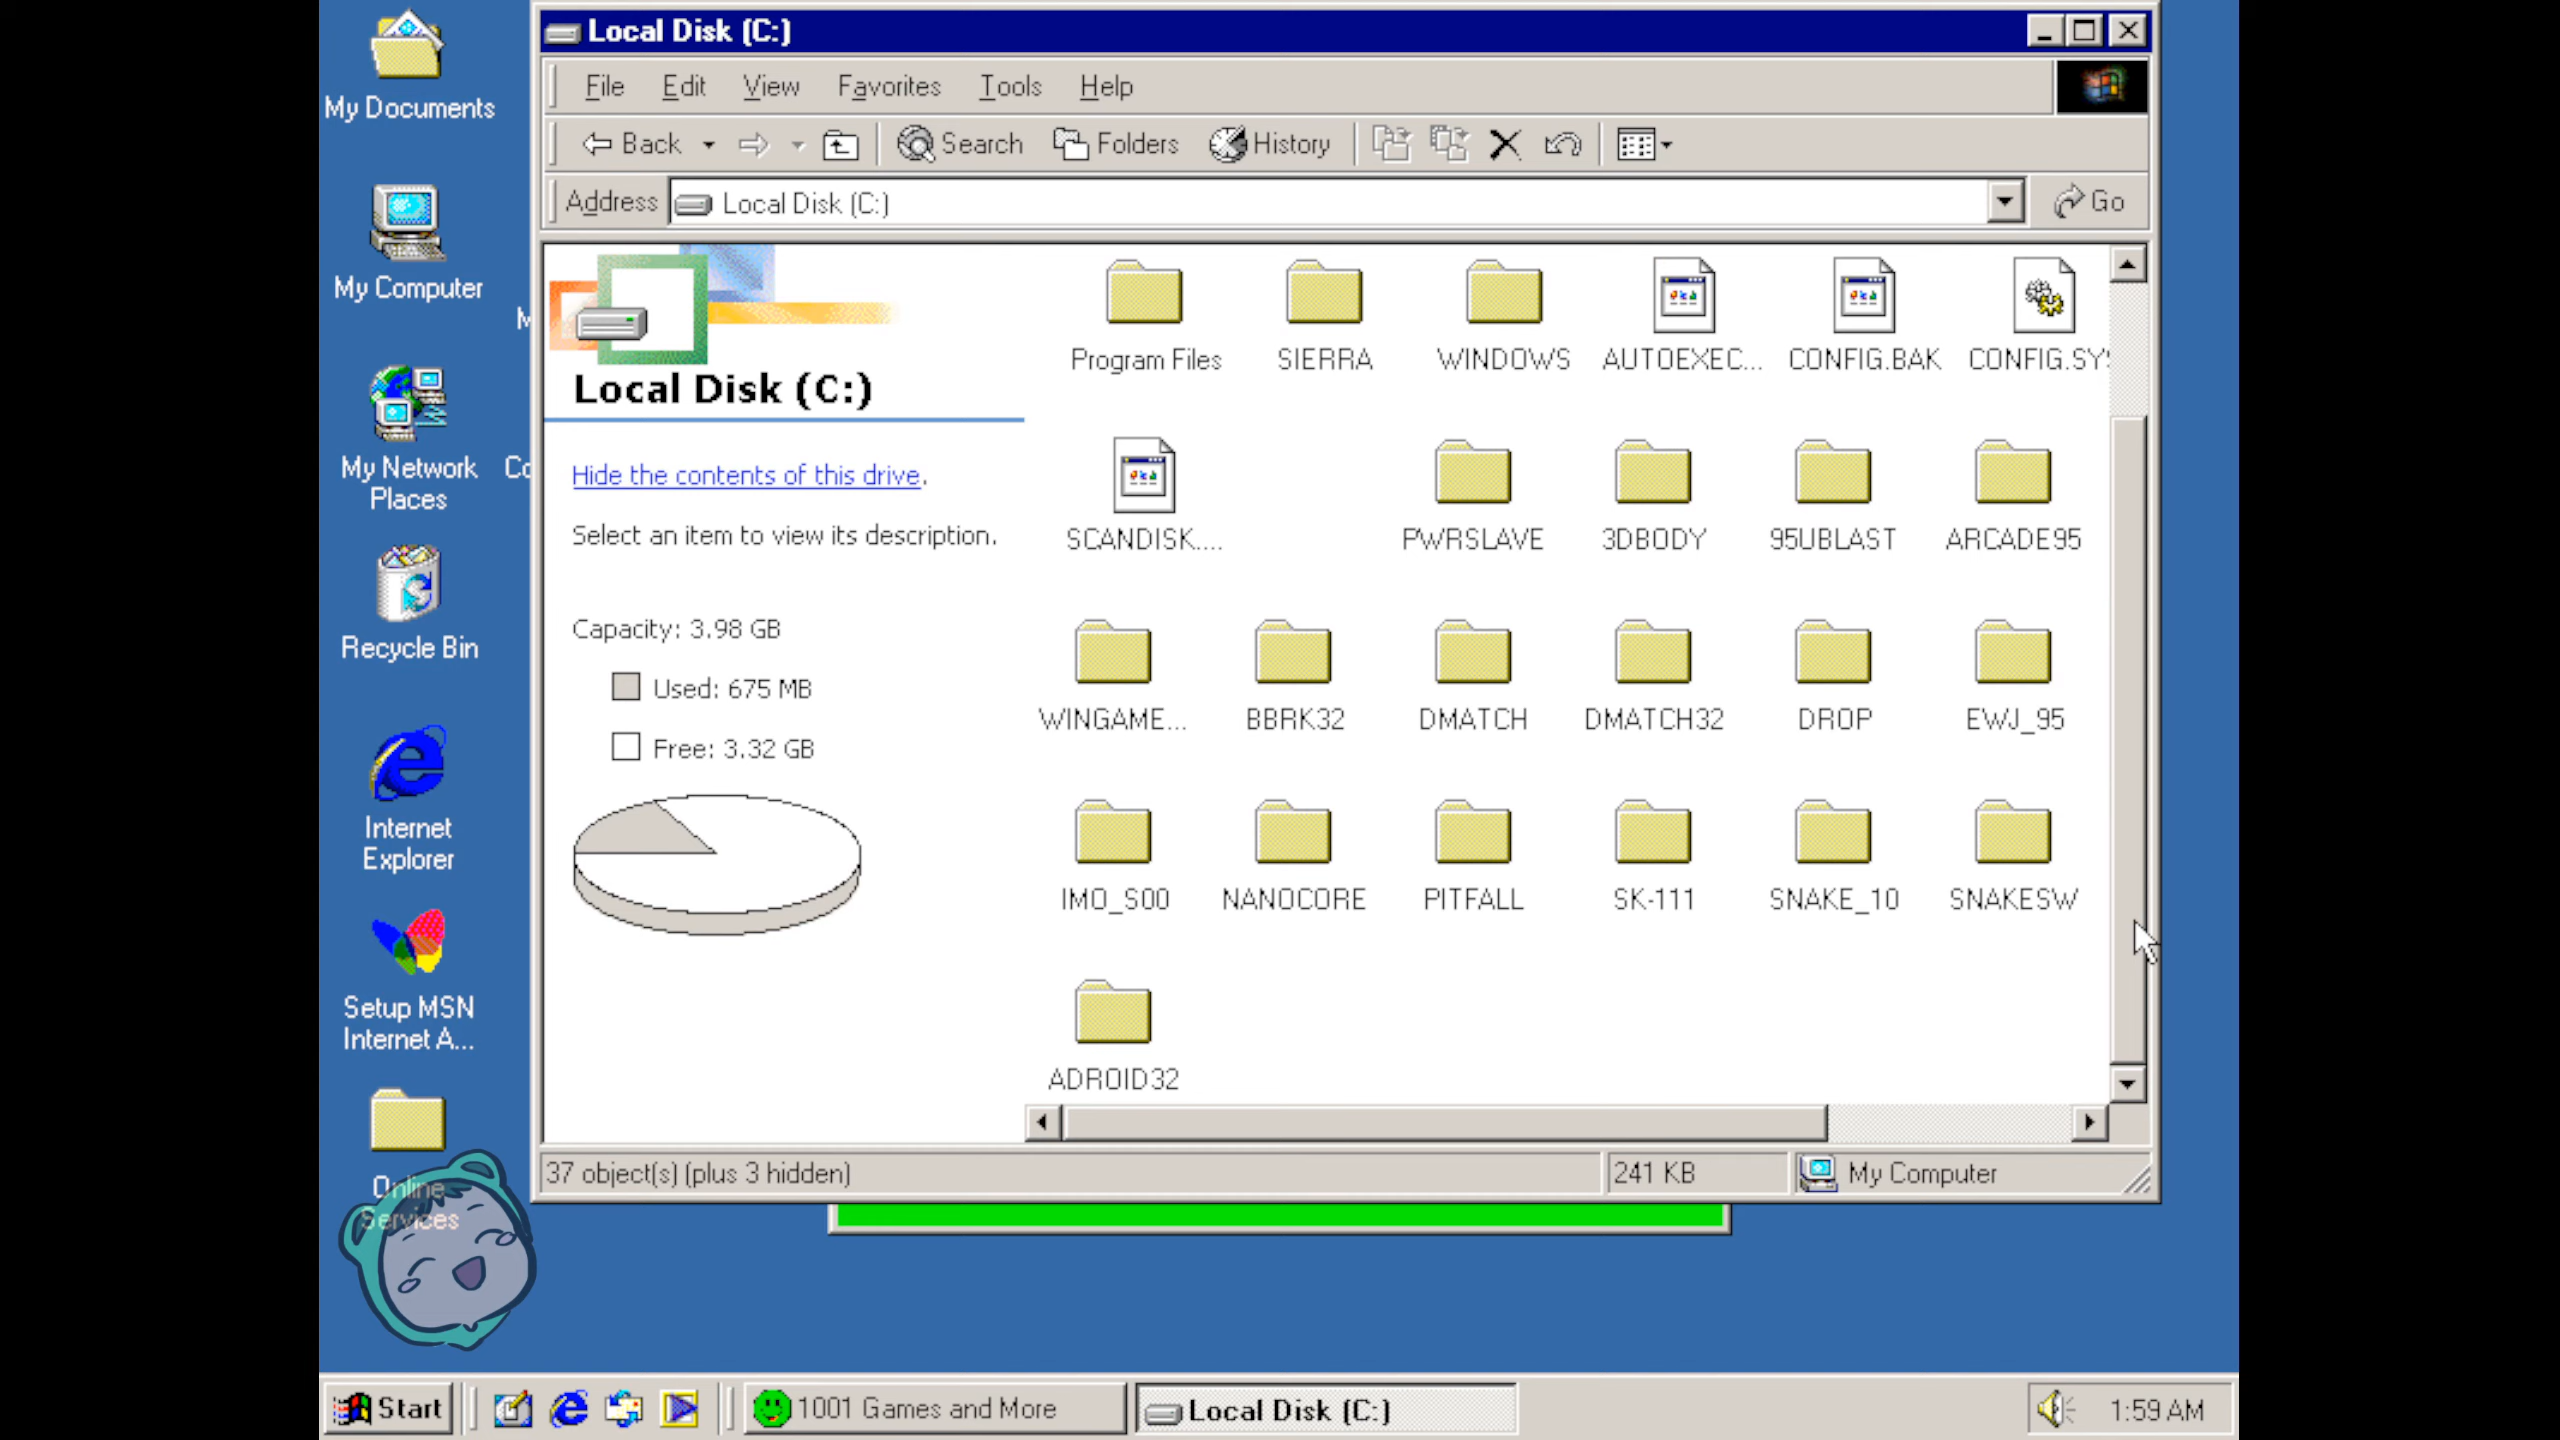 My Documents
My Computer
My Network
Places
Recycle Bin
Internet
Explorer
Setup MSN
Internet A...
Online
Services
Local Disk (C:)
File Edit View Favorites Tools Help
Back Search Folders History
Address Local Disk (C:) Go
Local Disk (C:)
Hide the contents of this drive.
Select an item to view its description.
Capacity: 3.98 GB
Used: 675 MB
Free: 3.32 GB
Program Files SIERRA WINDOWS AUTOEXEC... CONFIG.BAK CONFIG.SYS
SCANDISK.... PWRSLAVE 3DBODY 95UBLAST ARCADE95
WINGAME... BBRK32 DMATCH DMATCH32 DROP EWJ_95
IMO_S00 NANOCORE PITFALL SK-111 SNAKE_10 SNAKESW
ADROID32
37 object(s) (plus 3 hidden) 241 KB My Computer
Start 1001 Games and More Local Disk (C:) 1:59 AM